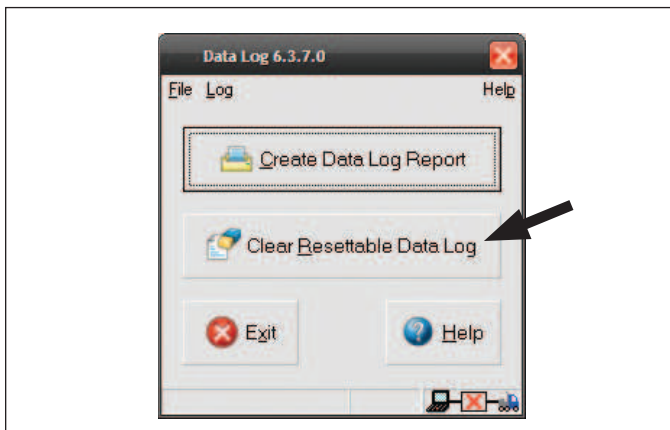 Data Log 6.3.7.0
File Log Help
Create Data Log Report
Clear Resettable Data Log
Exit Help